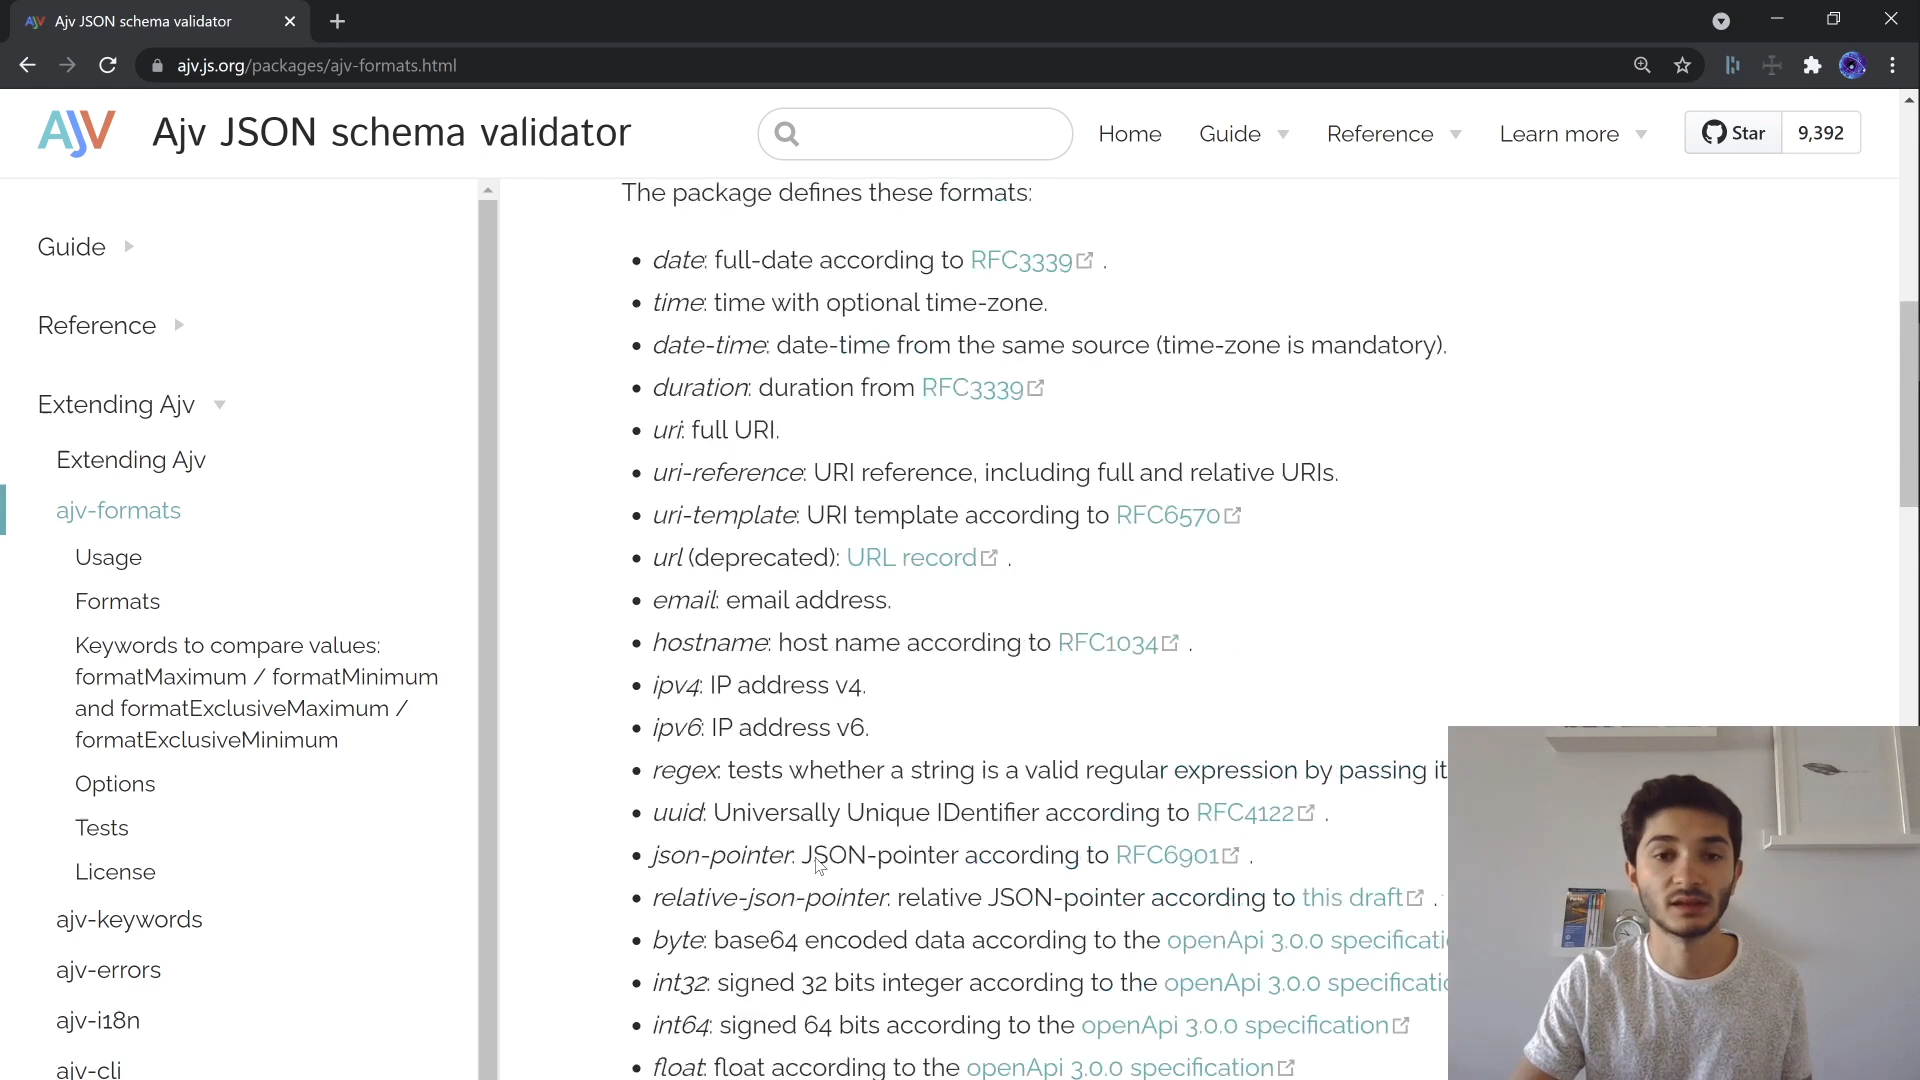 Ajv JSON schema validator
ajv.js.org/packages/ajv-formats.html
AJV
Ajv JSON schema validator
Home
Guide
Reference
Learn more
Star
9,392
Guide
Reference
Extending Ajv
Extending Ajv
ajv-formats
Usage
Formats
Keywords to compare values:
formatMaximum / formatMinimum
and formatExclusiveMaximum /
formatExclusiveMinimum
Options
Tests
License
ajv-keywords
ajv-errors
ajv-i18n
ajv-cli
The package defines these formats:
• date: full-date according to RFC3339 .
• time: time with optional time-zone.
• date-time: date-time from the same source (time-zone is mandatory).
• duration: duration from RFC3339
• uri: full URI.
• uri-reference: URI reference, including full and relative URIs.
• uri-template: URI template according to RFC6570
• url (deprecated): URL record .
• email: email address.
• hostname: host name according to RFC1034 .
• ipv4: IP address v4.
• ipv6: IP address v6.
• regex: tests whether a string is a valid regular expression by passing it
• uuid: Universally Unique IDentifier according to RFC4122 .
• json-pointer: JSON-pointer according to RFC6901 .
• relative-json-pointer: relative JSON-pointer according to this draft .
• byte: base64 encoded data according to the openApi 3.0.0 specificati
• int32: signed 32 bits integer according to the openApi 3.0.0 specificatio
• int64: signed 64 bits according to the openApi 3.0.0 specification
• float: float according to the openApi 3.0.0 specification